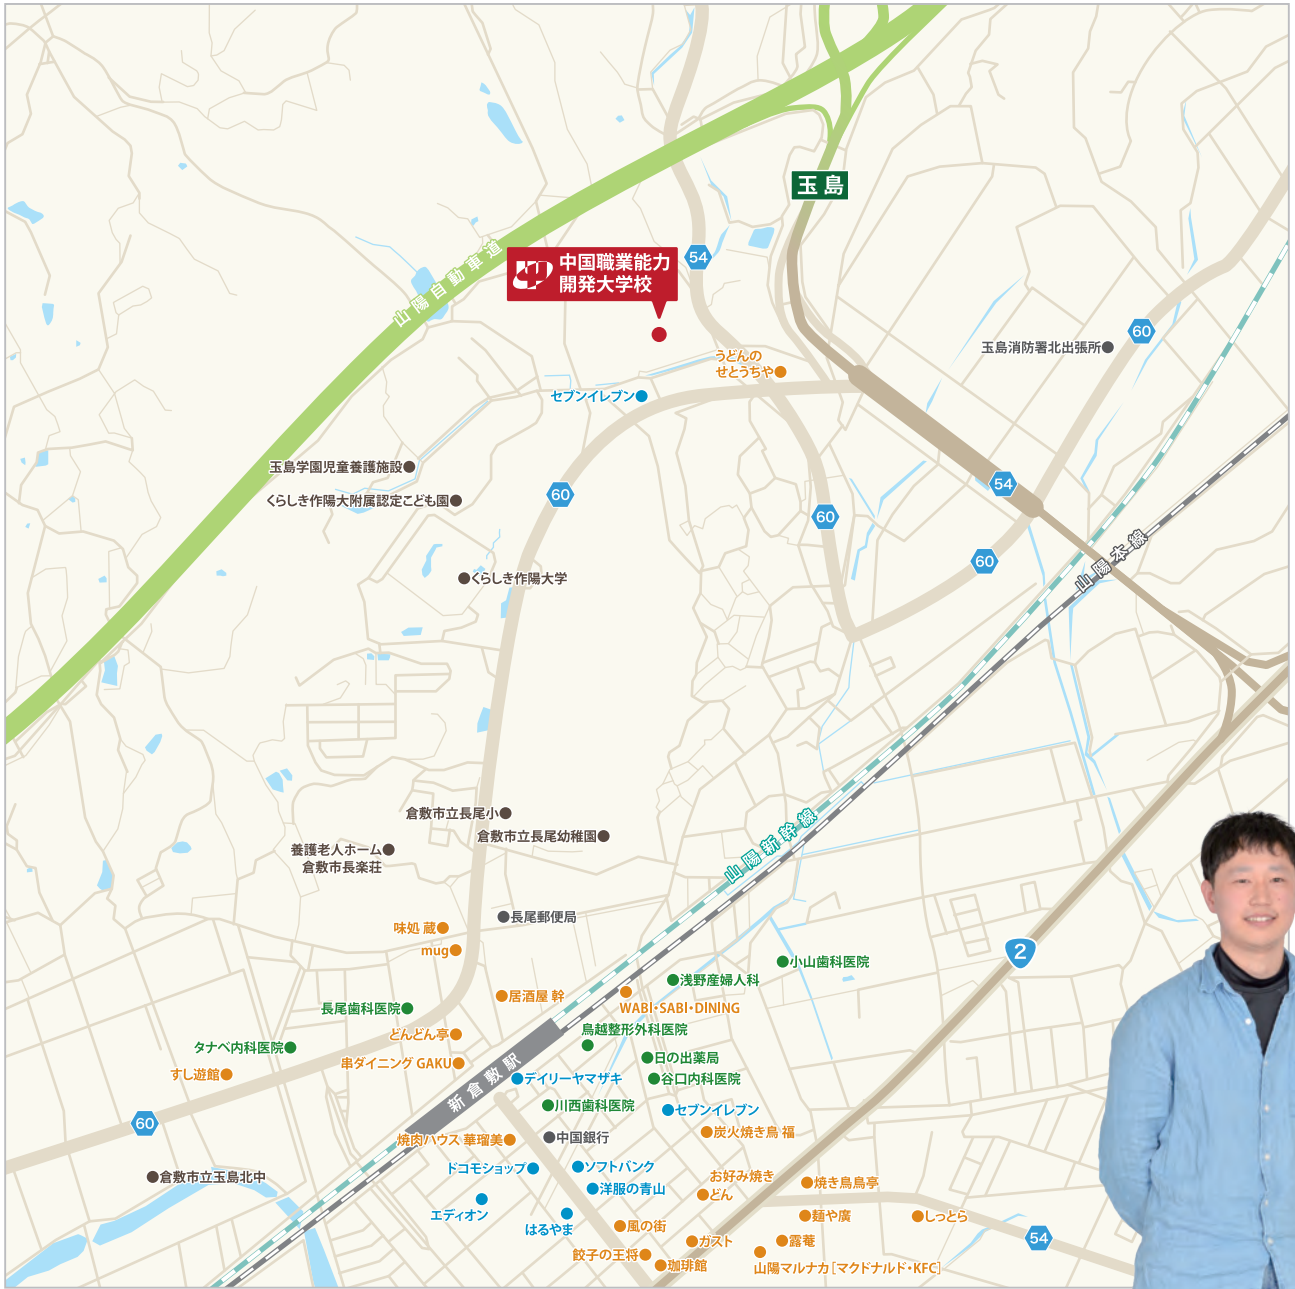 玉島
中国職業能力
開発大学校
54
山陽自動車道
60
玉島消防署北出張所
うどんの
せとうちや
セブンイレブン
玉島学園児童養護施設
くらしき作陽大附属認定こども園
60
54
60
60
山陽本線
くらしき作陽大学
倉敷市立長尾小
倉敷市立長尾幼稚園
養護老人ホーム
倉敷市長楽荘
山陽新幹線
長尾郵便局
味処 蔵
mug
2
小山歯科医院
浅野産婦人科
居酒屋 幹
WABI・SABI・DINING
長尾歯科医院
どんどん亭
鳥越整形外科医院
タナベ内科医院
串ダイニング GAKU
日の出薬局
すし遊館
新倉敷駅
デイリーヤマザキ
谷口内科医院
川西歯科医院
セブンイレブン
60
焼肉ハウス 華瑠美
中国銀行
炭火焼き鳥 福
倉敷市立玉島北中
ドコモショップ
ソフトバンク
お好み焼き
どん
焼き鳥鳥亭
洋服の青山
エディオン
はるやま
風の街
麺や廣
しっとら
54
餃子の王将
ガスト
露菴
珈琲館
山陽マルナカ[マクドナルド・KFC]